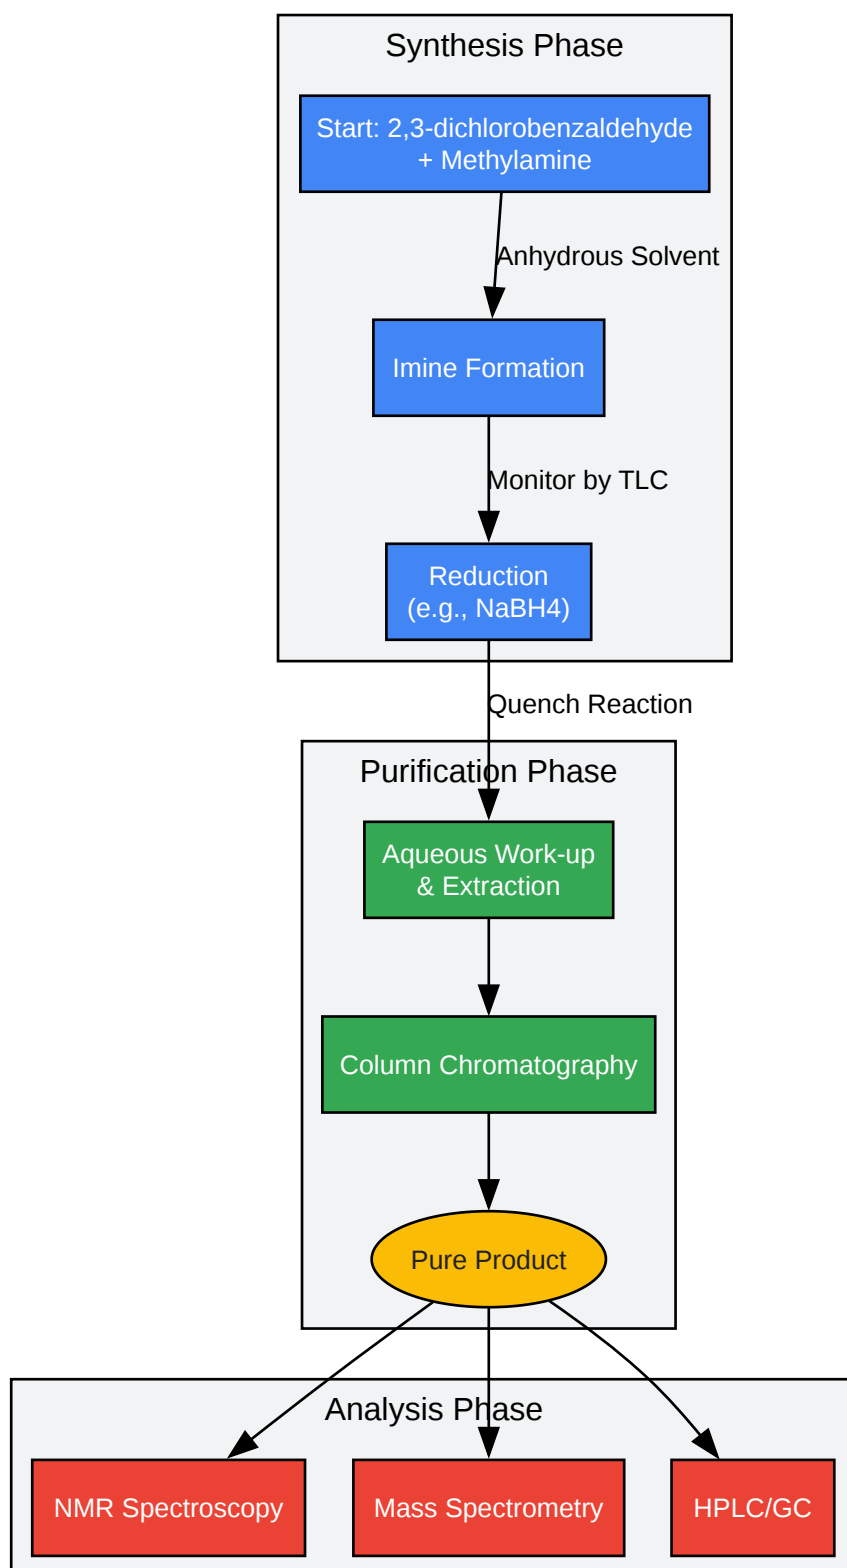 Synthesis Phase
Start: 2,3-dichlorobenzaldehyde
+ Methylamine
Anhydrous Solvent
Imine Formation
Monitor by TLC
Reduction
(e.g., NaBH4)
Quench Reaction
Purification Phase
Aqueous Work-up
& Extraction
Column Chromatography
Pure Product
Analysis Phase
NMR Spectroscopy
Mass Spectrometry
HPLC/GC